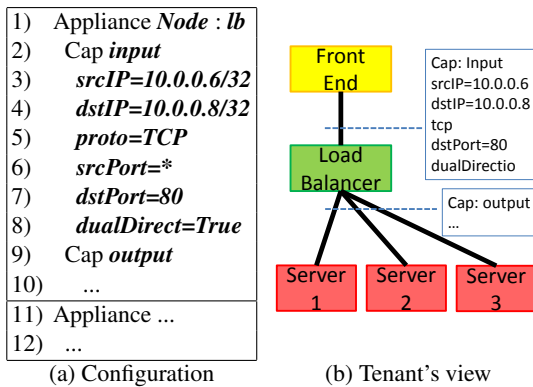 1) Appliance Node : lb
2) Cap input
3) srcIP=10.0.0.6/32
4) dstIP=10.0.0.8/32
5) proto=TCP
6) srcPort=*
7) dstPort=80
8) dualDirect=True
9) Cap output
10) ...
11) Appliance ...
12) ...
(a) Configuration
Front
End
Cap: Input
srcIP=10.0.0.6
dstIP=10.0.0.8
tcp
dstPort=80
dualDirectio
Load
Balancer
Cap: output
...
Server
1
Server
2
Server
3
(b) Tenant's view